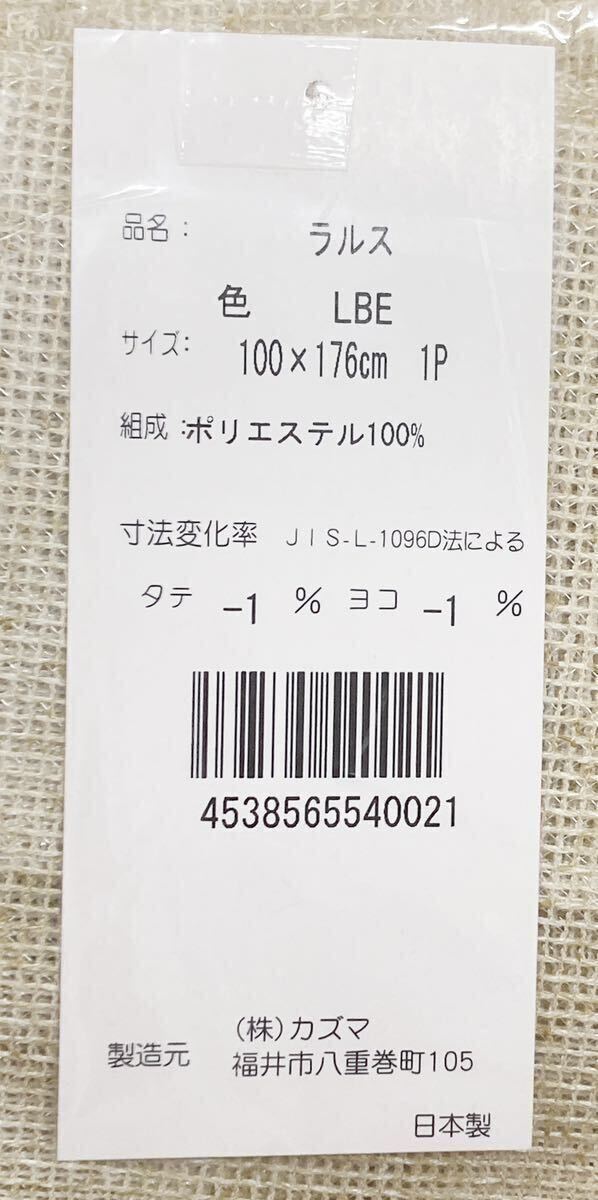 品名: ラルス
色 LBE
サイズ: 100×176cm 1P
組成:ポリエステル100%
寸法変化率 JIS-L-1096D法による
タテ -1 % ヨコ -1 %
4538565540021
(株)カズマ
製造元 福井市八重巻町105
日本製